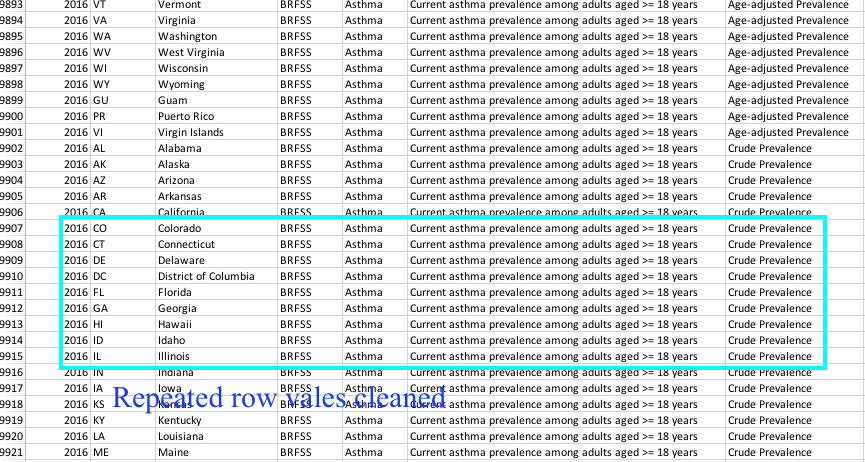 9893 2016 VT Vermont BRFSS Asthma Current asthma prevalence among adults aged >= 18 years Age-adjusted Prevalence
9894 2016 VA Virginia BRFSS Asthma Current asthma prevalence among adults aged >= 18 years Age-adjusted Prevalence
9895 2016 WA Washington BRFSS Asthma Current asthma prevalence among adults aged >= 18 years Age-adjusted Prevalence
9896 2016 WV West Virginia BRFSS Asthma Current asthma prevalence among adults aged >= 18 years Age-adjusted Prevalence
9897 2016 WI Wisconsin BRFSS Asthma Current asthma prevalence among adults aged >= 18 years Age-adjusted Prevalence
9898 2016 WY Wyoming BRFSS Asthma Current asthma prevalence among adults aged >= 18 years Age-adjusted Prevalence
9899 2016 GU Guam BRFSS Asthma Current asthma prevalence among adults aged >= 18 years Age-adjusted Prevalence
9900 2016 PR Puerto Rico BRFSS Asthma Current asthma prevalence among adults aged >= 18 years Age-adjusted Prevalence
9901 2016 VI Virgin Islands BRFSS Asthma Current asthma prevalence among adults aged >= 18 years Age-adjusted Prevalence
9902 2016 AL Alabama BRFSS Asthma Current asthma prevalence among adults aged >= 18 years Crude Prevalence
9903 2016 AK Alaska BRFSS Asthma Current asthma prevalence among adults aged >= 18 years Crude Prevalence
9904 2016 AZ Arizona BRFSS Asthma Current asthma prevalence among adults aged >= 18 years Crude Prevalence
9905 2016 AR Arkansas BRFSS Asthma Current asthma prevalence among adults aged >= 18 years Crude Prevalence
9906 2016 CA California BRFSS Asthma Current asthma prevalence among adults aged >= 18 years Crude Prevalence
9907 2016 CO Colorado BRFSS Asthma Current asthma prevalence among adults aged >= 18 years Crude Prevalence
9908 2016 CT Connecticut BRFSS Asthma Current asthma prevalence among adults aged >= 18 years Crude Prevalence
9909 2016 DE Delaware BRFSS Asthma Current asthma prevalence among adults aged >= 18 years Crude Prevalence
9910 2016 DC District of Columbia BRFSS Asthma Current asthma prevalence among adults aged >= 18 years Crude Prevalence
9911 2016 FL Florida BRFSS Asthma Current asthma prevalence among adults aged >= 18 years Crude Prevalence
9912 2016 GA Georgia BRFSS Asthma Current asthma prevalence among adults aged >= 18 years Crude Prevalence
9913 2016 HI Hawaii BRFSS Asthma Current asthma prevalence among adults aged >= 18 years Crude Prevalence
9914 2016 ID Idaho BRFSS Asthma Current asthma prevalence among adults aged >= 18 years Crude Prevalence
9915 2016 IL Illinois BRFSS Asthma Current asthma prevalence among adults aged >= 18 years Crude Prevalence
9916 2016 IN Indiana BRFSS Asthma Current asthma prevalence among adults aged >= 18 years Crude Prevalence
9917 2016 IA Iowa BRFSS Asthma Current asthma prevalence among adults aged >= 18 years Crude Prevalence
Repeated row vales cleaned
9918 2016 KS Kansas BRFSS Asthma Current asthma prevalence among adults aged >= 18 years Crude Prevalence
9919 2016 KY Kentucky BRFSS Asthma Current asthma prevalence among adults aged >= 18 years Crude Prevalence
9920 2016 LA Louisiana BRFSS Asthma Current asthma prevalence among adults aged >= 18 years Crude Prevalence
9921 2016 ME Maine BRFSS Asthma Current asthma prevalence among adults aged >= 18 years Crude Prevalence